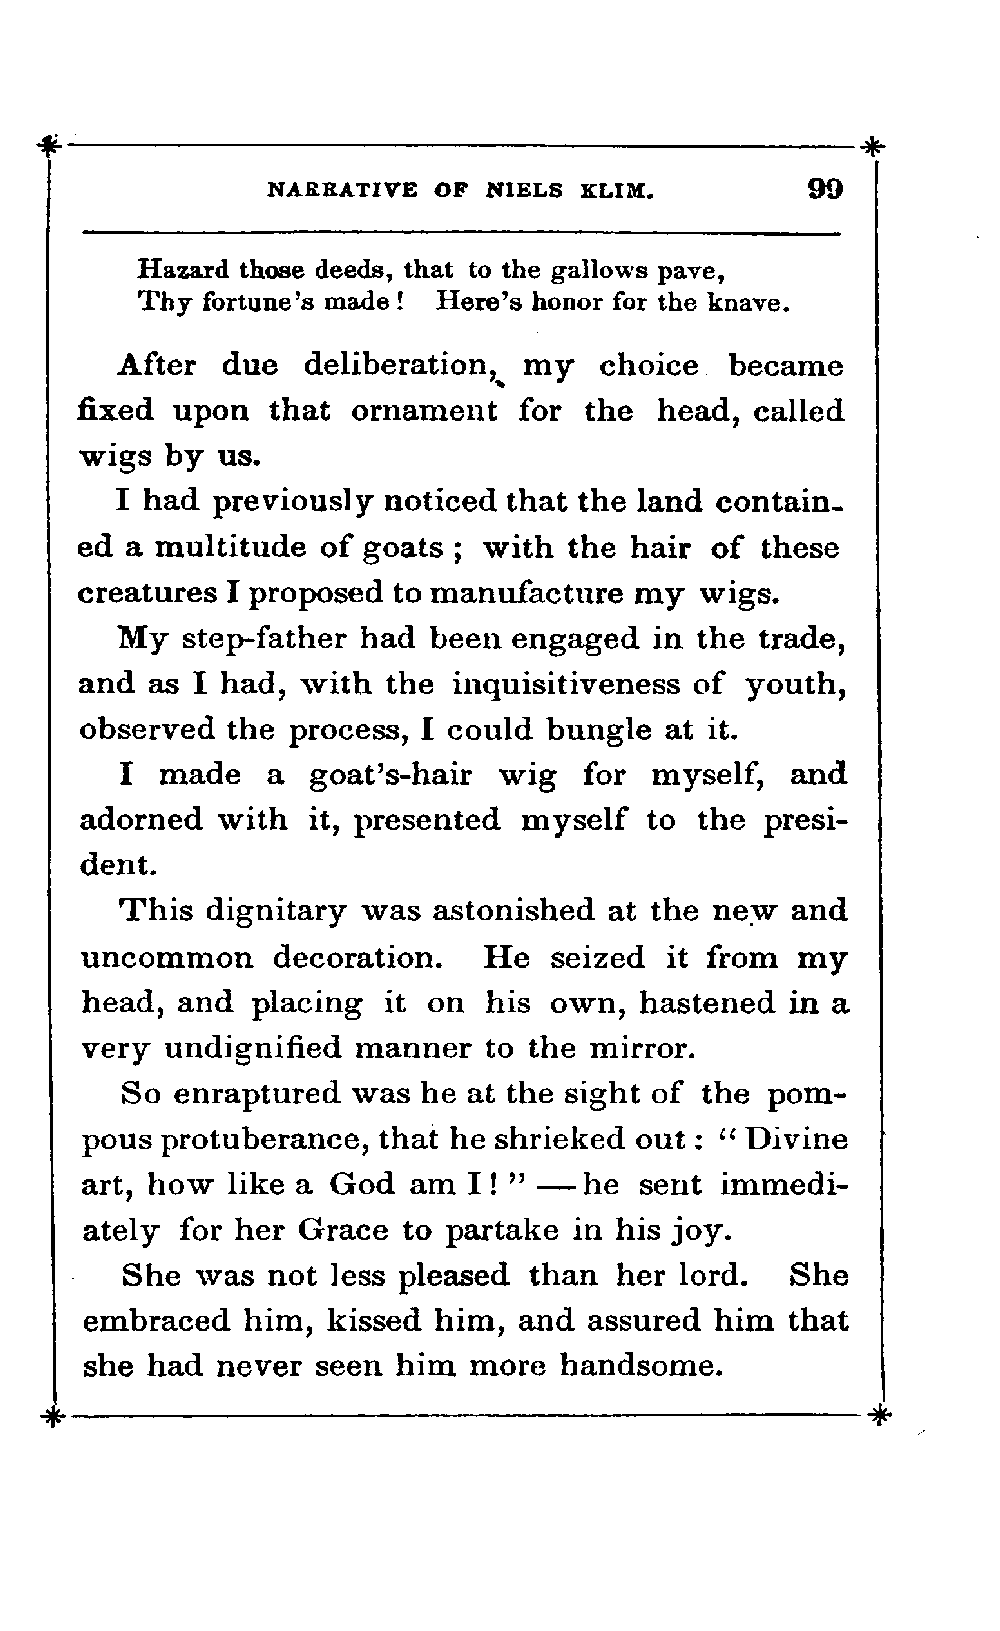 NARRATIVE OF NIELS KLIM. 99
Hazard those deeds, that to the gallows pave,
Thy fortune's made! Here's honor for the knave.
After due deliberation, my choice became
fixed upon that ornament for the head, called
wigs by us.
I had previously noticed that the land contain-
ed a multitude of goats; with the hair of these
creatures I proposed to manufacture my wigs.
My step-father had been engaged in the trade,
and as I had, with the inquisitiveness of youth,
observed the process, I could bungle at it.
I made a goat's-hair wig for myself, and
adorned with it, presented myself to the presi-
dent.
This dignitary was astonished at the new and
uncommon decoration. He seized it from my
head, and placing it on his own, hastened in a
very undignified manner to the mirror.
So enraptured was he at the sight of the pom-
pous protuberance, that he shrieked out: "Divine
art, how like a God am I!" — he sent immedi-
ately for her Grace to partake in his joy.
She was not less pleased than her lord. She
embraced him, kissed him, and assured him that
she had never seen him more handsome.